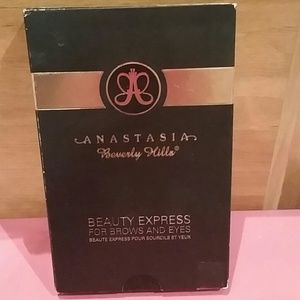 ANASTASIA
Beverly Hills®
BEAUTY EXPRESS
FOR BROWS AND EYES
BEAUTE EXPRESS POUR SOURCILS ET YEUX